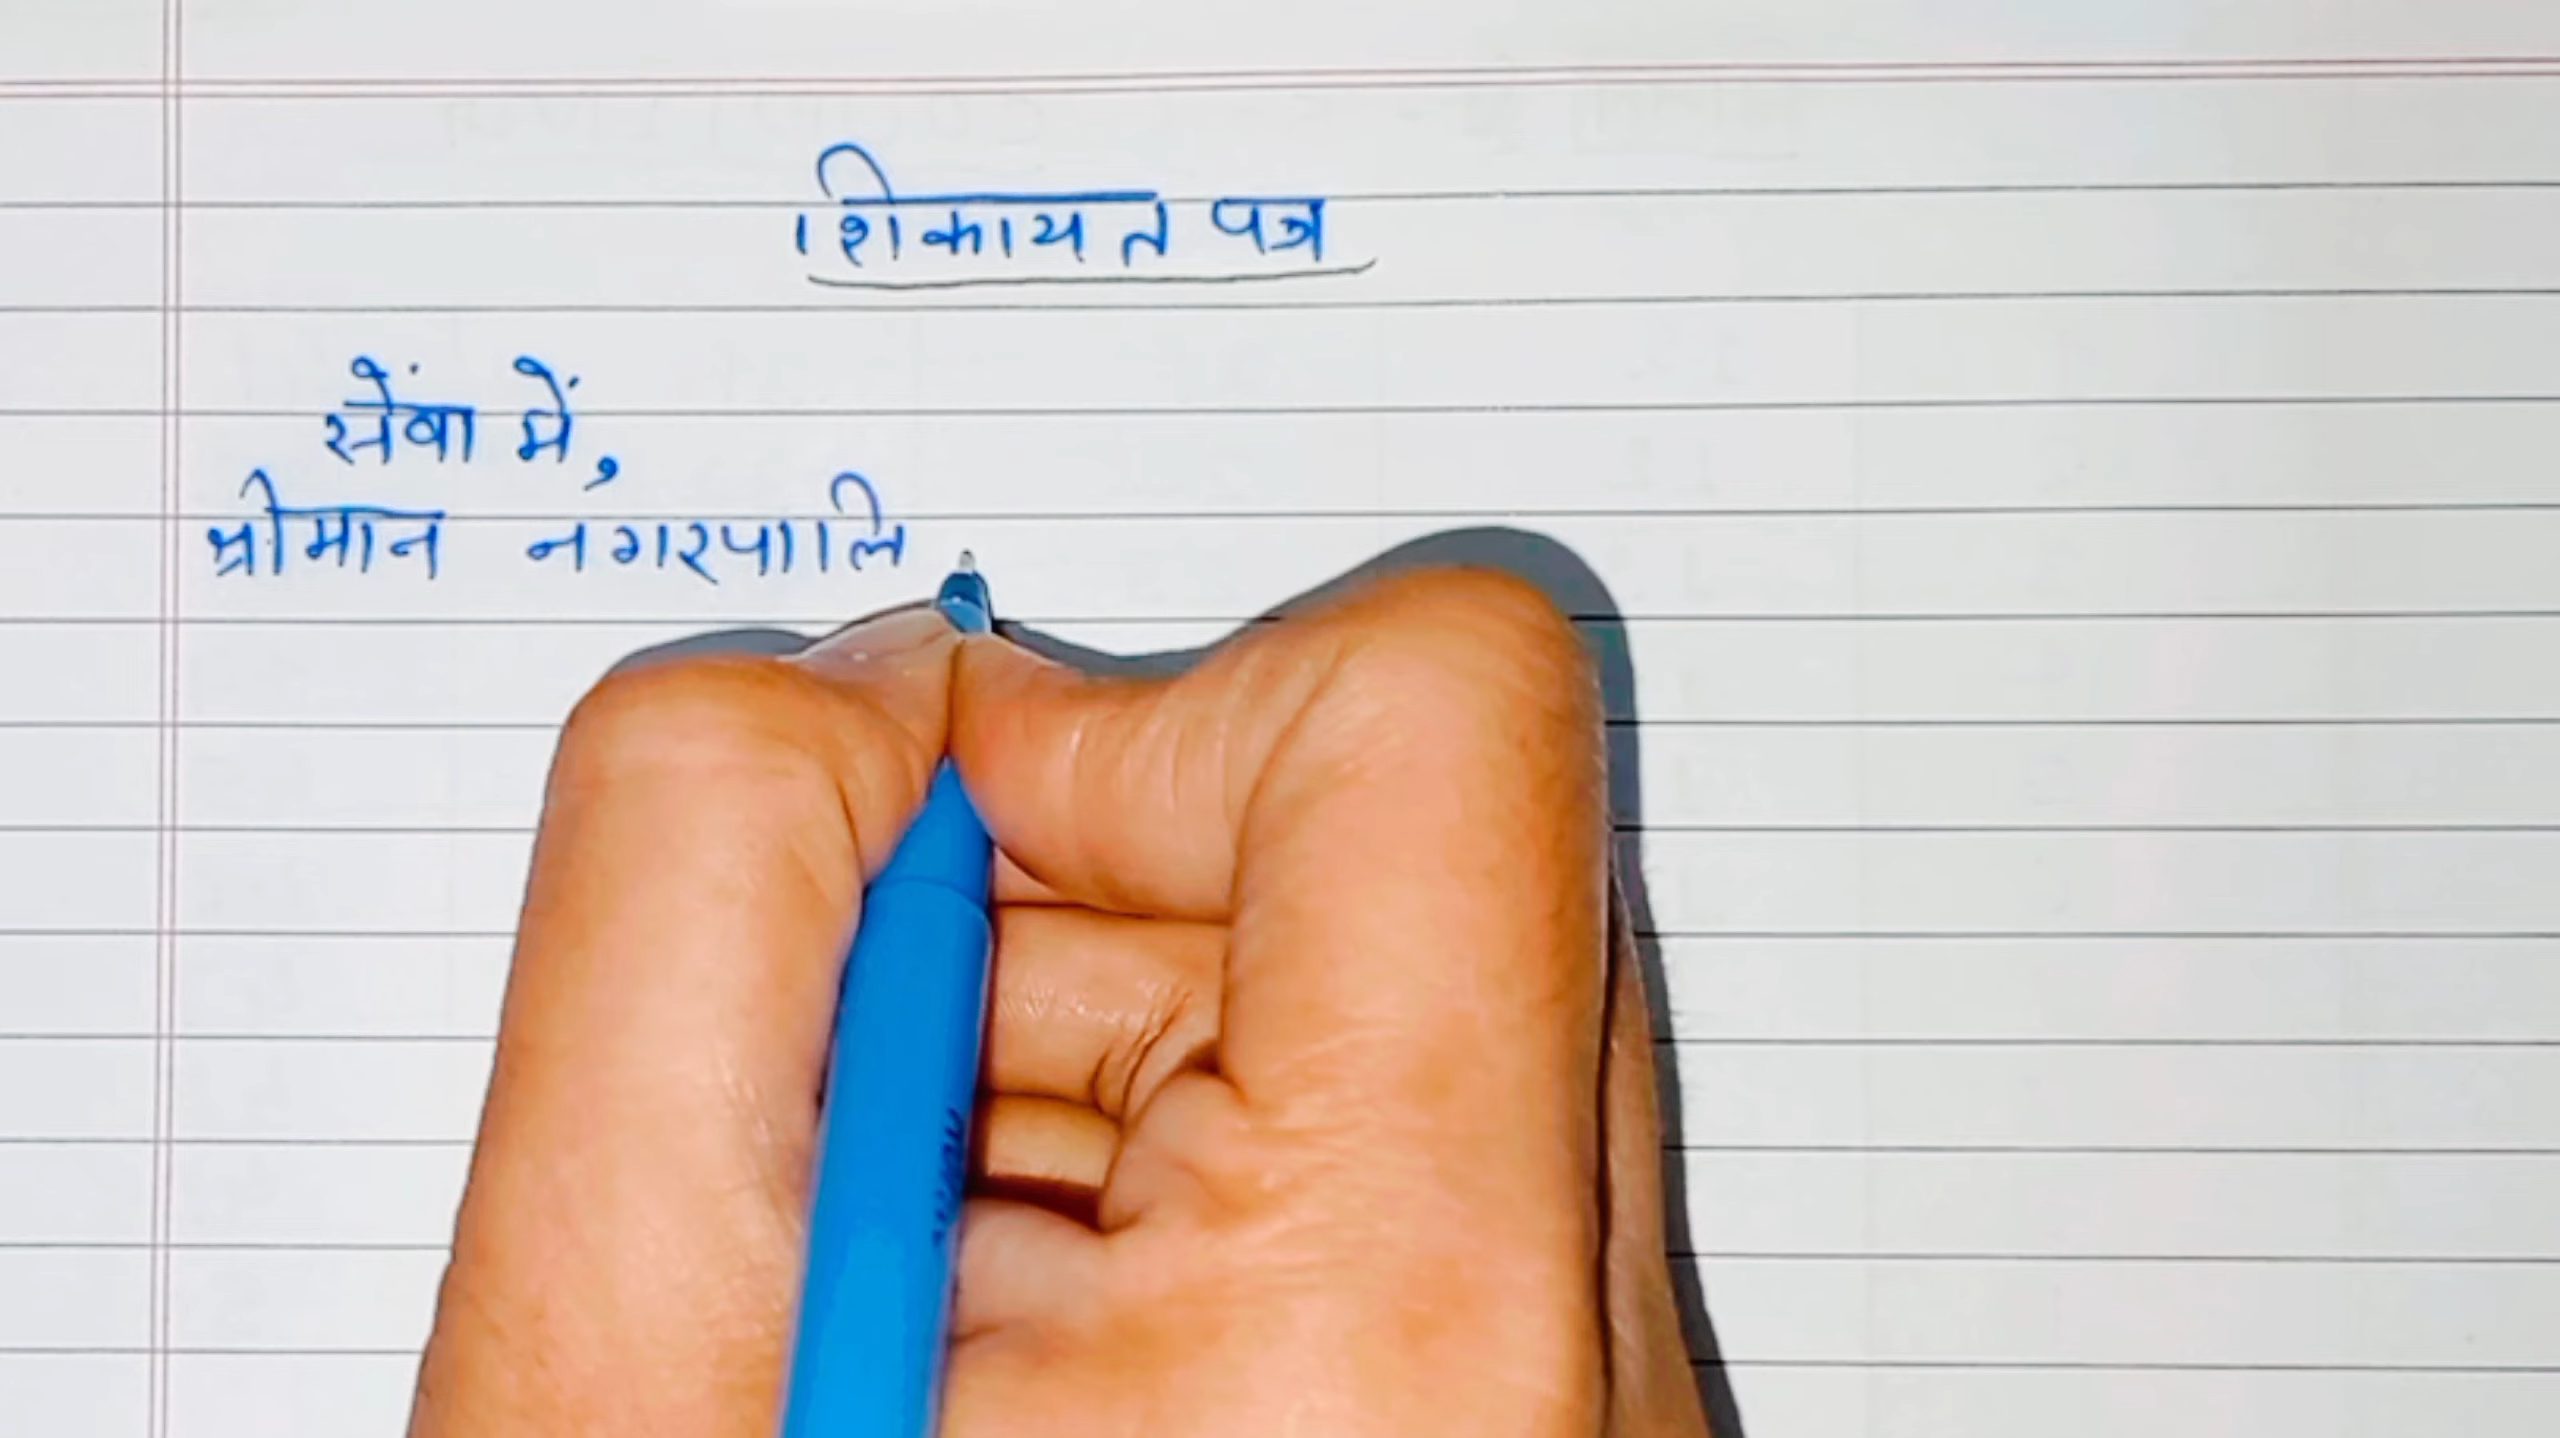 शिकायत पत्र
सेंवा में,
श्रीमान नगरपालि